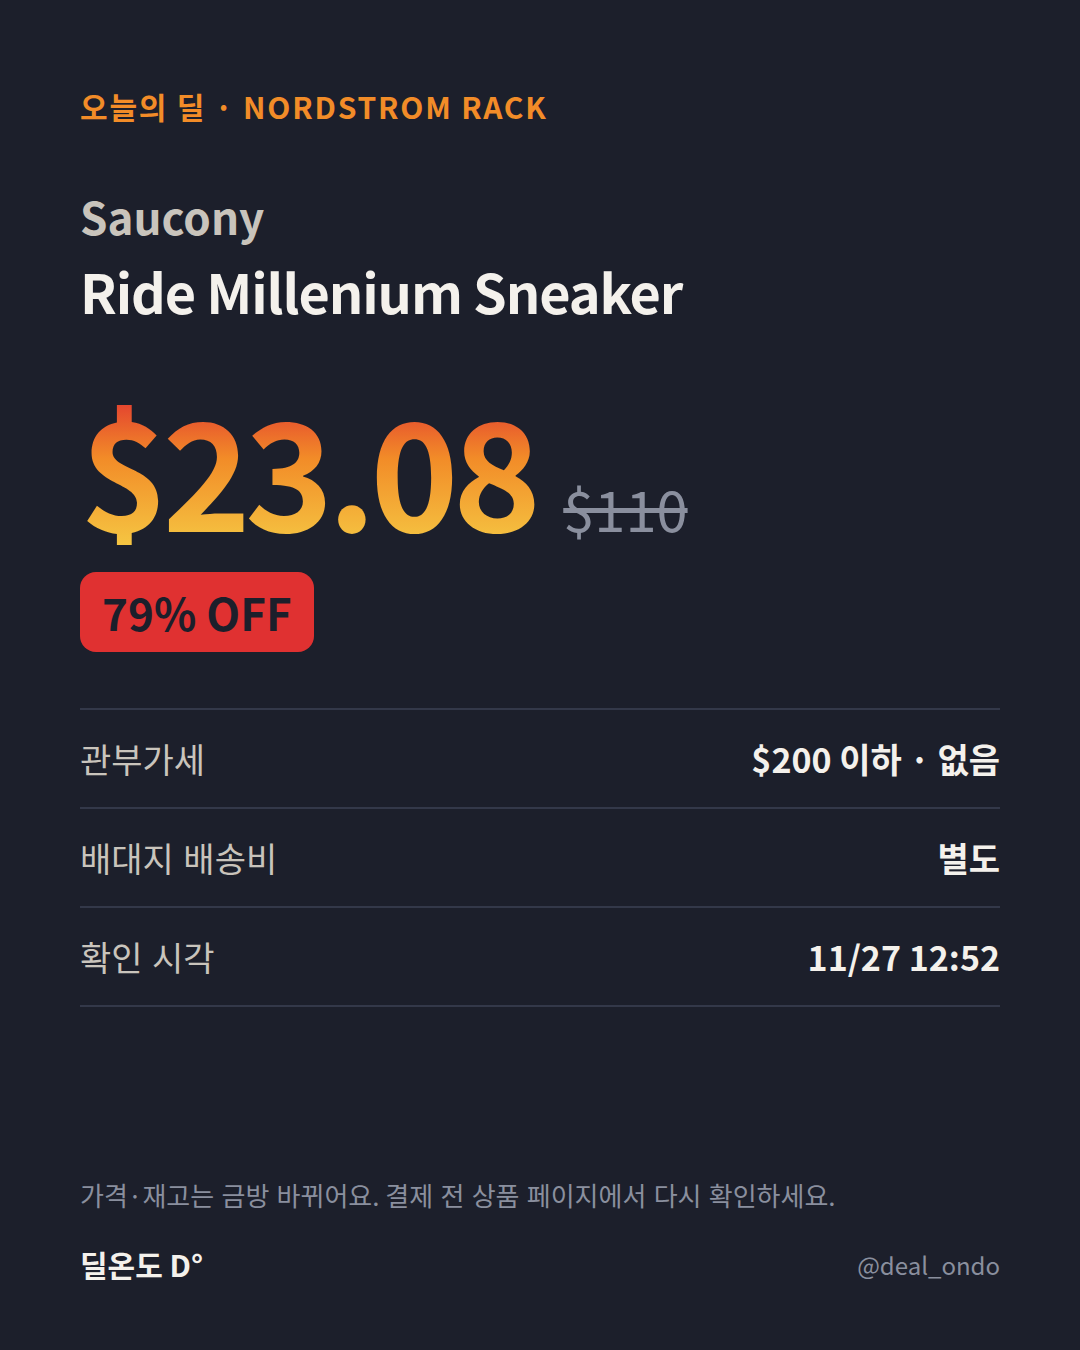 오늘의 딜 · NORDSTROM RACK
Saucony
Ride Millenium Sneaker
$23.08 $110
79% OFF
관부가세 $200 이하 · 없음
배대지 배송비 별도
확인 시각 11/27 12:52
가격·재고는 금방 바뀌어요. 결제 전 상품 페이지에서 다시 확인하세요.
딜온도 D° @deal_ondo